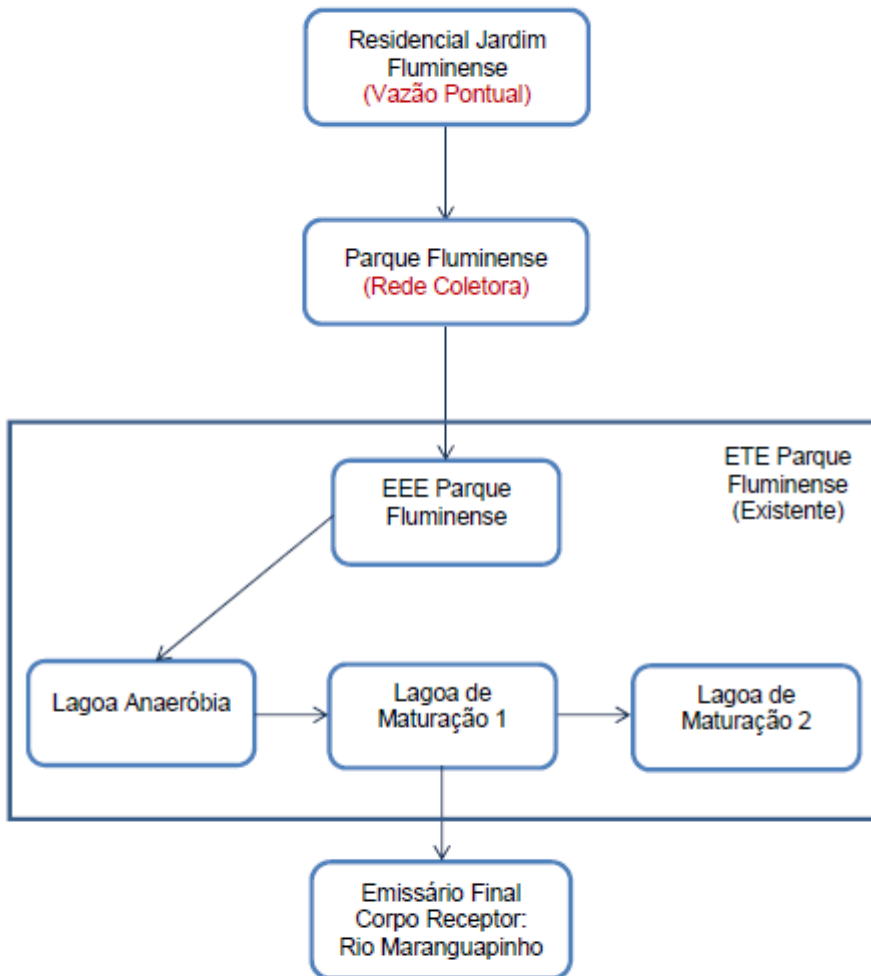 Residencial Jardim
Fluminense
(Vazão Pontual)
Parque Fluminense
(Rede Coletora)
ETE Parque
Fluminense
(Existente)
EEE Parque
Fluminense
Lagoa Anaeróbia
Lagoa de
Maturação 1
Lagoa de
Maturação 2
Emissário Final
Corpo Receptor:
Rio Maranguapinho